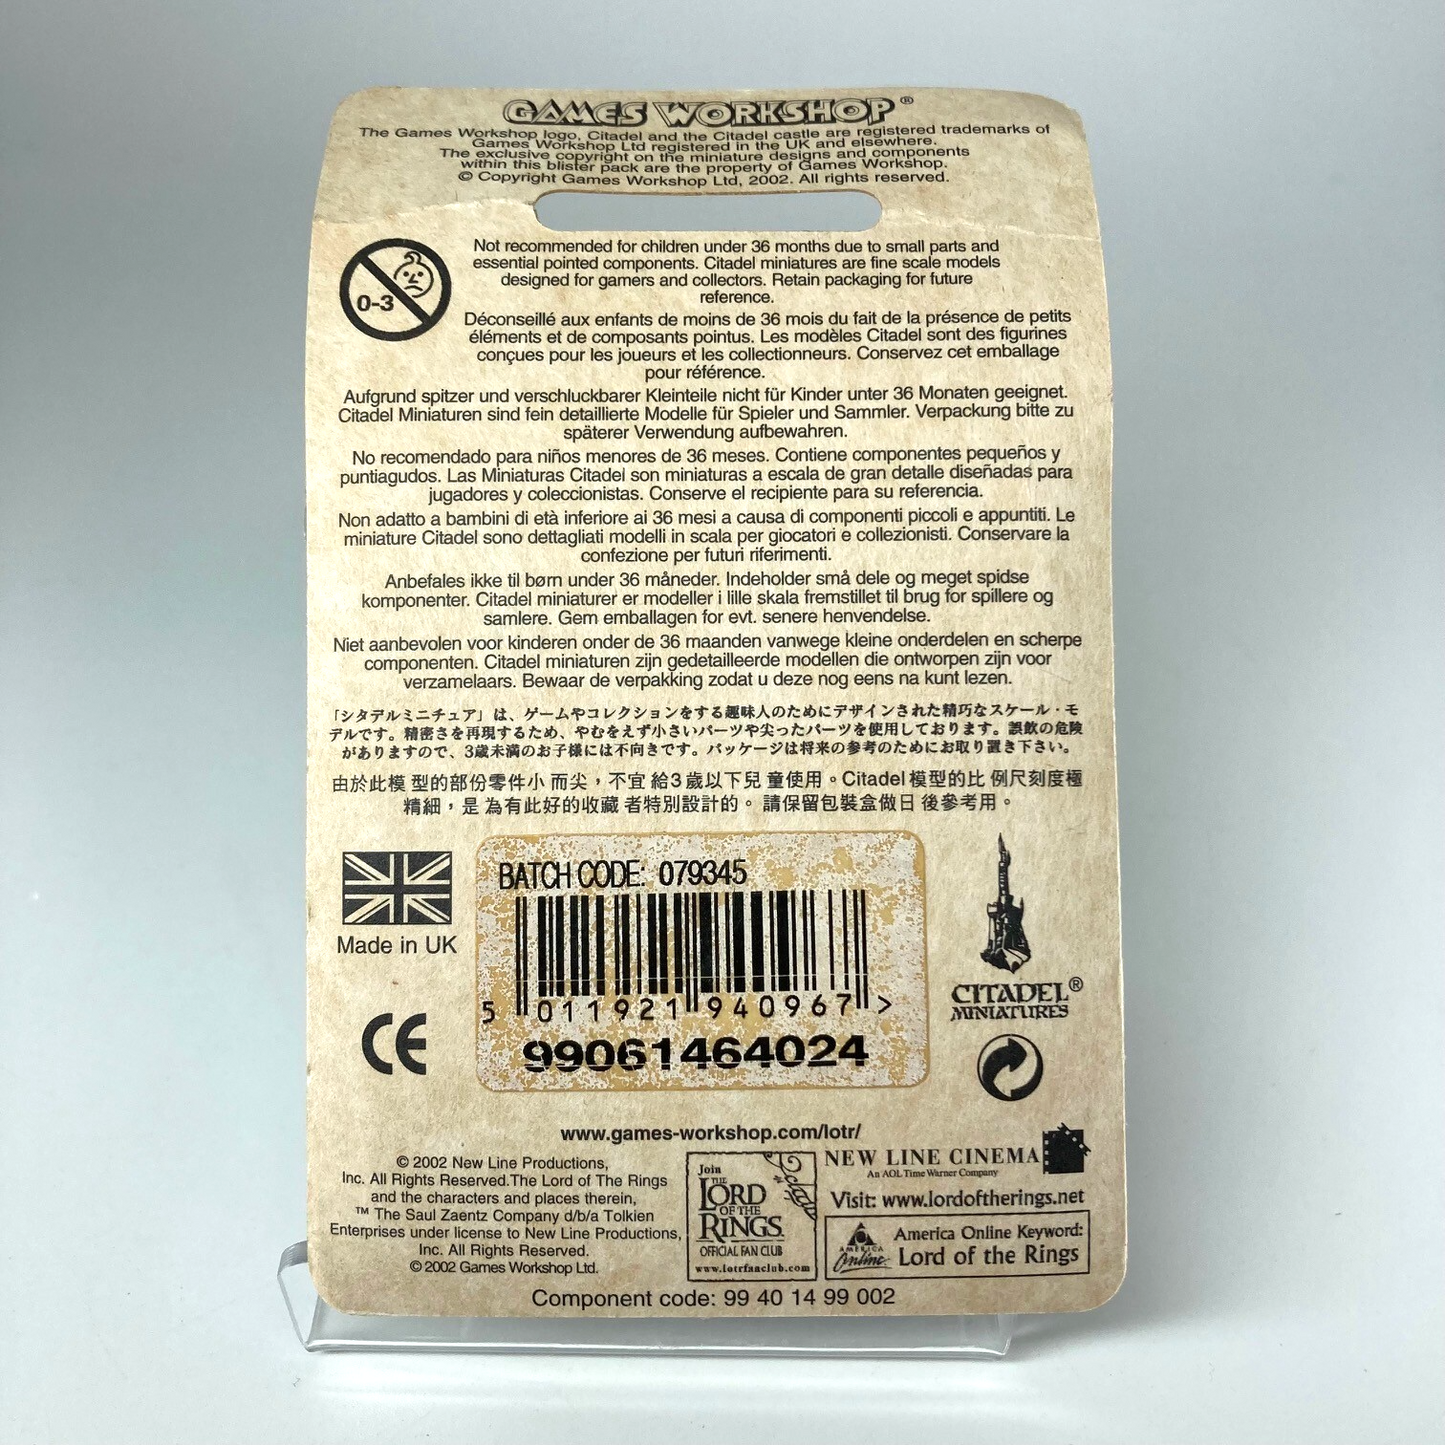 GAMES WORKSHOP®
The Games Workshop logo, Citadel and the Citadel castle are registered trademarks of
Games Workshop Ltd registered in the UK and elsewhere.
The exclusive copyright on the miniature designs and components
within this blister pack are the property of Games Workshop.
© Copyright Games Workshop Ltd, 2002. All rights reserved.
0-3
Not recommended for children under 36 months due to small parts and
essential pointed components. Citadel miniatures are fine scale models
designed for gamers and collectors. Retain packaging for future
reference.
Déconseillé aux enfants de moins de 36 mois du fait de la présence de petits
éléments et de composants pointus. Les modèles Citadel sont des figurines
conçues pour les joueurs et les collectionneurs. Conservez cet emballage
pour référence.
Aufgrund spitzer und verschluckbarer Kleinteile nicht für Kinder unter 36 Monaten geeignet.
Citadel Miniaturen sind fein detaillierte Modelle für Spieler und Sammler. Verpackung bitte zu
späterer Verwendung aufbewahren.
No recomendado para niños menores de 36 meses. Contiene componentes pequeños y
puntiagudos. Las Miniaturas Citadel son miniaturas a escala de gran detalle diseñadas para
jugadores y coleccionistas. Conserve el recipiente para su referencia.
Non adatto a bambini di età inferiore ai 36 mesi a causa di componenti piccoli e appuntiti. Le
miniature Citadel sono dettagliati modelli in scala per giocatori e collezionisti. Conservare la
confezione per futuri riferimenti.
Anbefales ikke til børn under 36 måneder. Indeholder små dele og meget spidse
komponenter. Citadel miniaturer er modeller i lille skala fremstillet til brug for spillere og
samlere. Gem emballagen for evt. senere henvendelse.
Niet aanbevolen voor kinderen onder de 36 maanden vanwege kleine onderdelen en scherpe
componenten. Citadel miniaturen zijn gedetailleerde modellen die ontworpen zijn voor
verzamelaars. Bewaar de verpakking zodat u deze nog eens na kunt lezen.
「シタデルミニチュア」は、ゲームやコレクションをする趣味人のためにデザインされた精巧なスケール・モ
デルです。精密さを再現するため、やむをえず小さいパーツや尖ったパーツを使用しております。誤飲の危険
がありますので、3歳未満のお子様には不向きです。パッケージは将来の参考のためにお取り置き下さい。
由於此模 型的部份零件小 而尖，不宜 給3歲以下兒 童使用。Citadel模型的比 例尺刻度極
精細，是 為有此好的收藏 者特別設計的。 請保留包裝盒做日 後參考用。
BATCH CODE: 079345
5 011921 940967 >
99061464024
Made in UK
CE
CITADEL®
MINIATURES
www.games-workshop.com/lotr/
© 2002 New Line Productions,
Inc. All Rights Reserved.The Lord of The Rings
and the characters and places therein,
™ The Saul Zaentz Company d/b/a Tolkien
Enterprises under license to New Line Productions,
Inc. All Rights Reserved.
© 2002 Games Workshop Ltd.
Join
THE
LORD
OF THE
RINGS
OFFICIAL FAN CLUB
www.lotrfanclub.com
NEW LINE CINEMA
An AOL Time Warner Company
Visit: www.lordoftherings.net
AMERICA
Online
America Online Keyword:
Lord of the Rings
Component code: 99 40 14 99 002